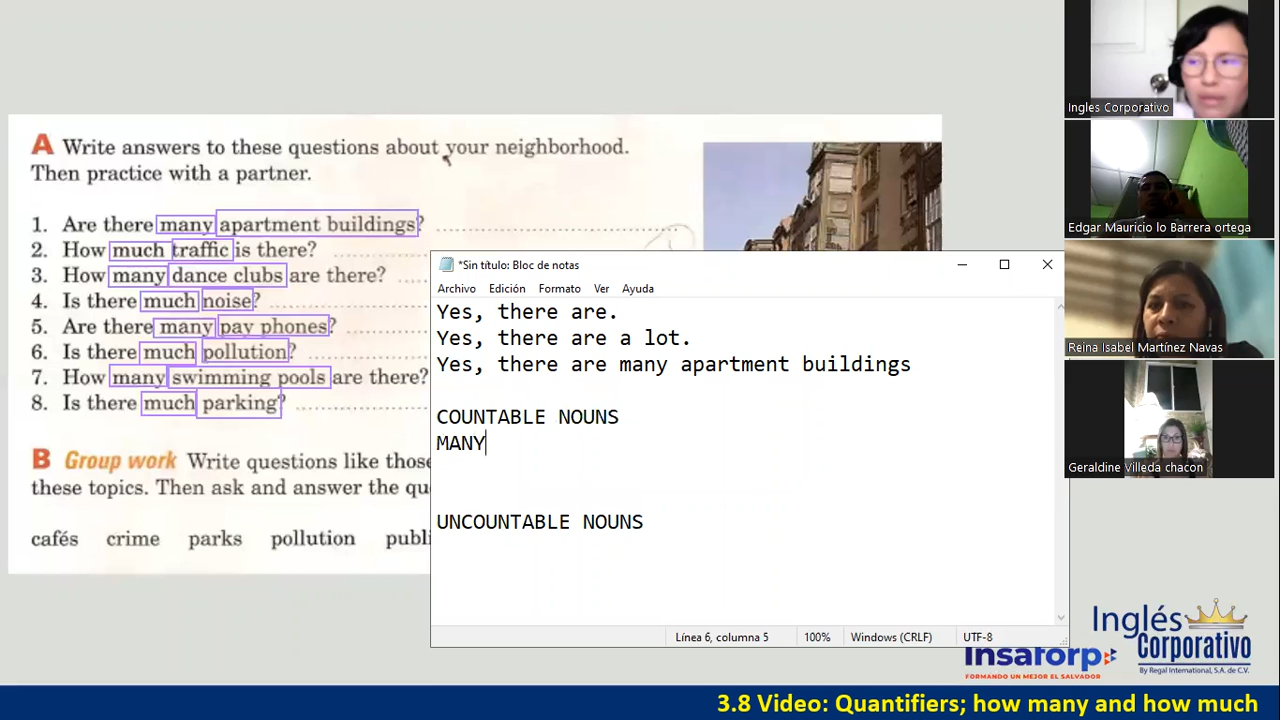 A Write answers to these questions about your neighborhood.
Then practice with a partner.
1. Are there many apartment buildings?
2. How much traffic is there?
3. How many dance clubs are there?
4. Is there much noise?
5. Are there many pay phones?
6. Is there much pollution?
7. How many swimming pools are there?
8. Is there much parking?
B Group work Write questions like those
these topics. Then ask and answer the qu
cafés crime parks pollution publi
*Sin título: Bloc de notas
Archivo Edición Formato Ver Ayuda
Yes, there are.
Yes, there are a lot.
Yes, there are many apartment buildings
COUNTABLE NOUNS
MANY
UNCOUNTABLE NOUNS
Línea 6, columna 5 100% Windows (CRLF) UTF-8
Ingles Corporativo
Edgar Mauricio lo Barrera ortega
Reina Isabel Martínez Navas
Geraldine Villeda chacon
Inglés
Corporativo
By Regal International, S.A. de C.V.
Insaforp
FORMANDO UN MEJOR EL SALVADOR
3.8 Video: Quantifiers; how many and how much